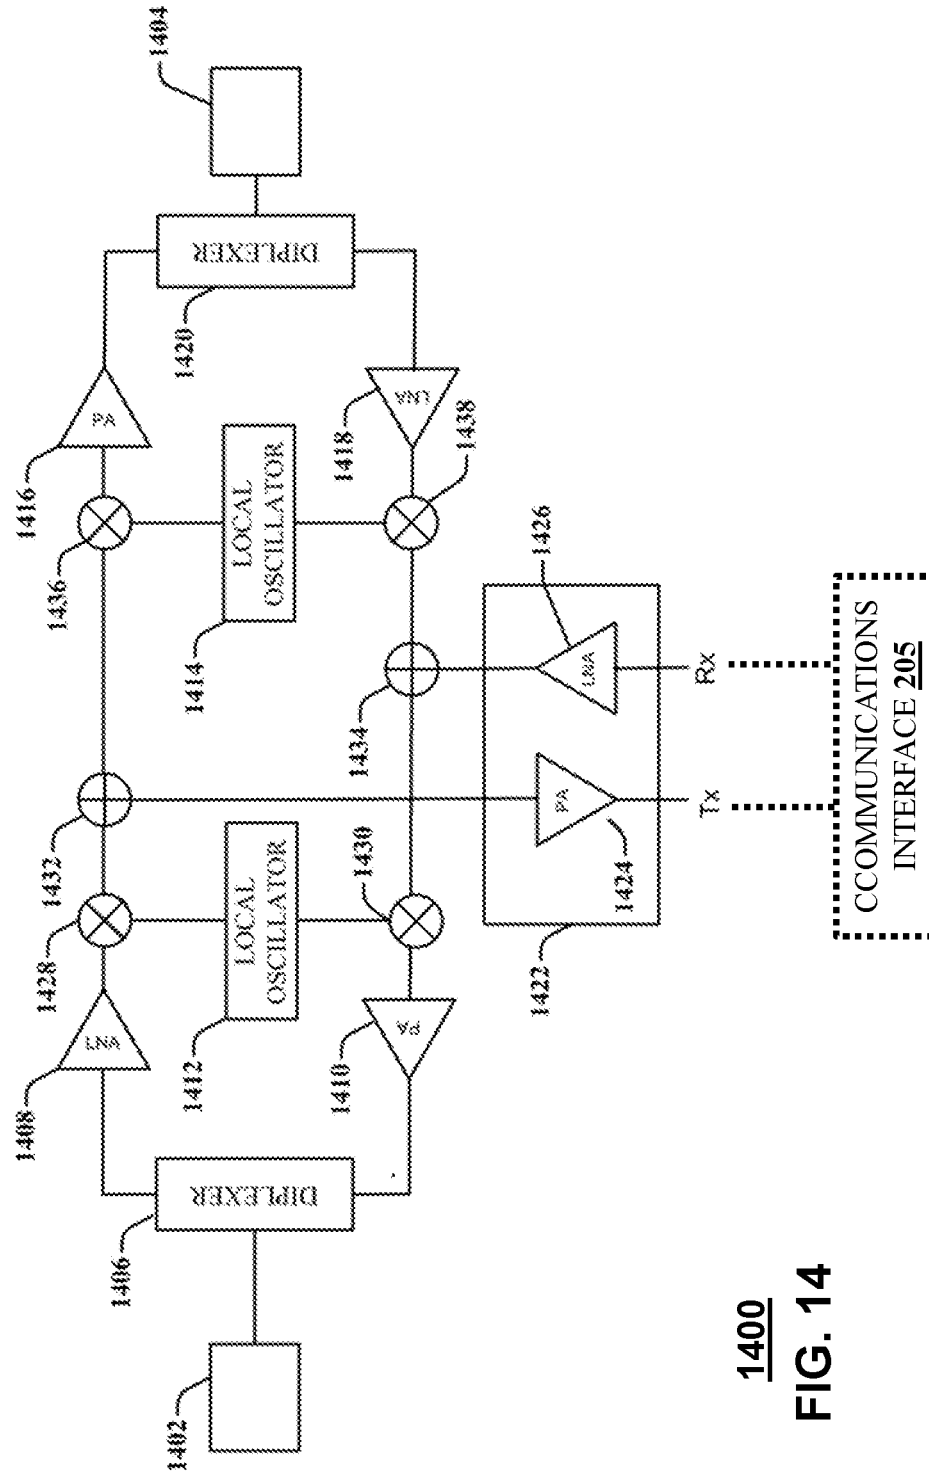 1404
DIPLEXER
1420
PA
1416
LNA
1418
1438
1436
LOCAL
OSCILLATOR
1414
1426
LNA
1434
Rx
1432
PA
1424
Tx
1428
LOCAL
OSCILLATOR
1412
1430
1422
LNA
1408
PA
1410
DIPLEXER
1406
1402
CCOMUNICATIONS
INTERFACE 205
1400
FIG. 14